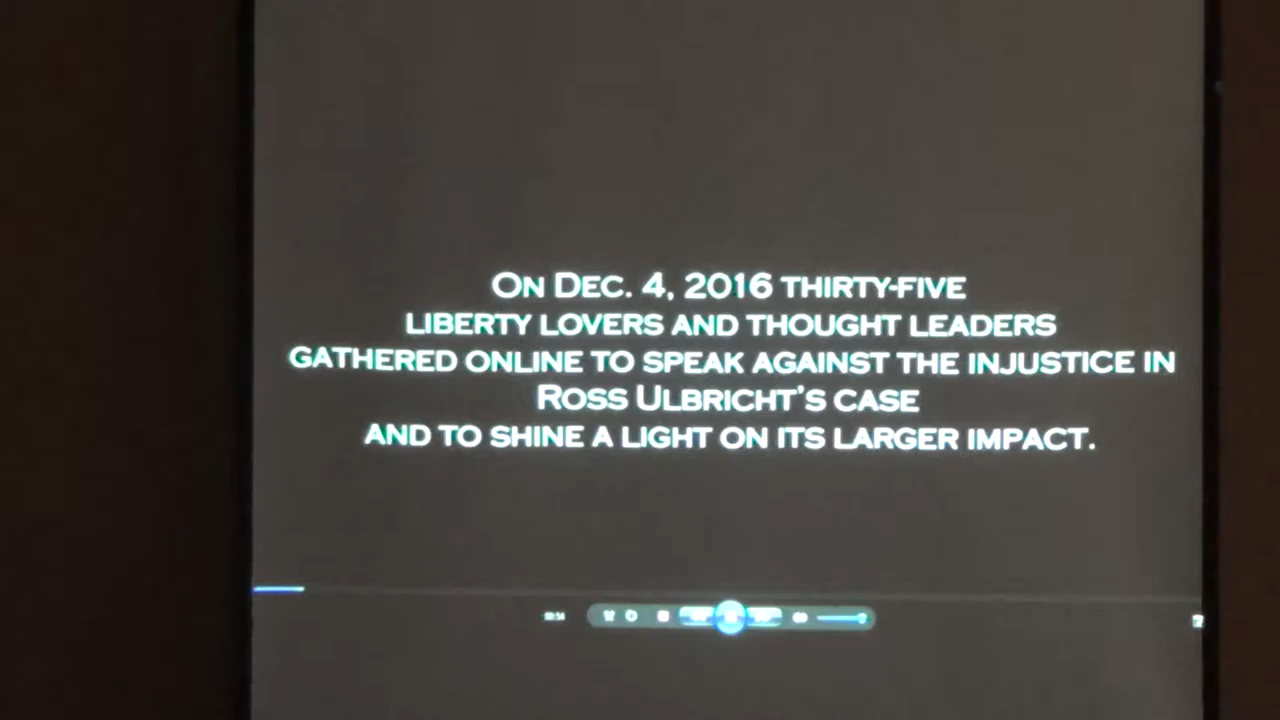 On Dec. 4, 2016 thirty-five
liberty lovers and thought leaders
gathered online to speak against the injustice in
Ross Ulbricht's case
and to shine a light on its larger impact.